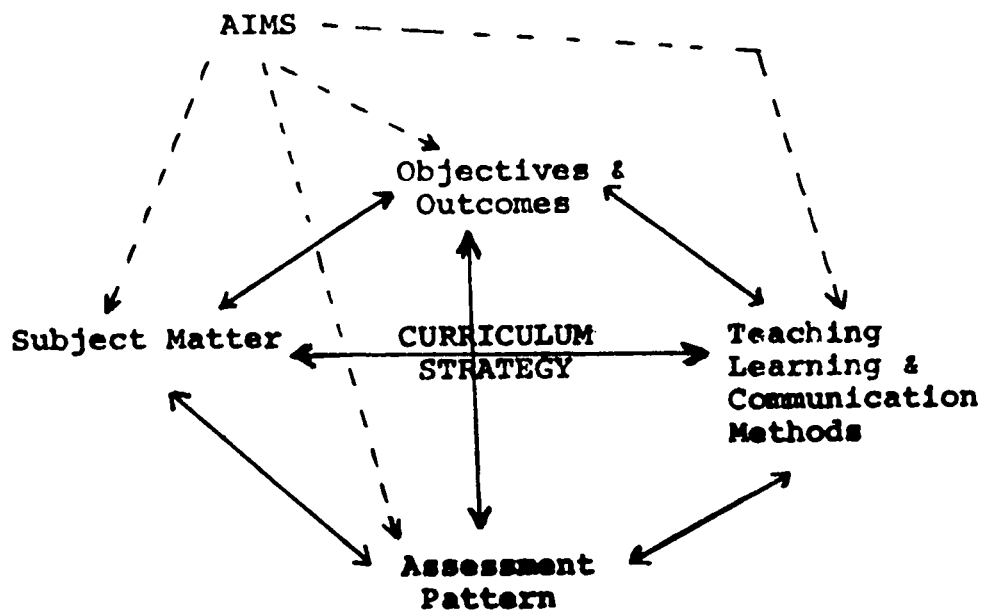 AIMS
Objectives &
Outcomes
Subject Matter
CURRICULUM
STRATEGY
Teaching
Learning &
Communication
Methods
Assessment
Pattern